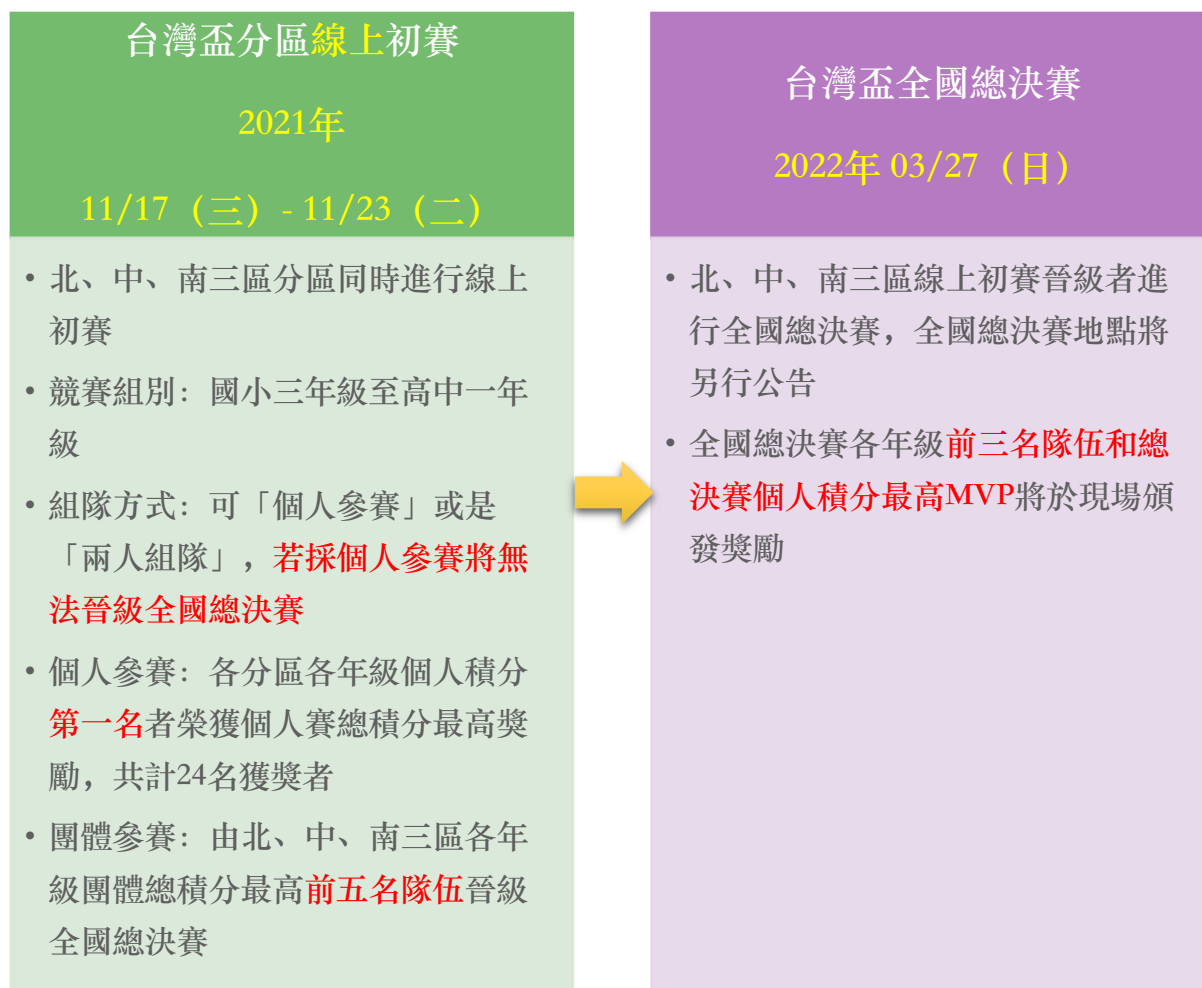 台灣盃分區線上初賽
2021年
11/17（三）- 11/23（二）
• 北、中、南三區分區同時進行線上
初賽
• 競賽組別：國小三年級至高中一年
級
• 組隊方式：可「個人參賽」或是
「兩人組隊」，若採個人參賽將無
法晉級全國總決賽
• 個人參賽：各分區各年級個人積分
第一名者榮獲個人賽總積分最高獎
勵，共計24名獲獎者
• 團體參賽：由北、中、南三區各年
級團體總積分最高前五名隊伍晉級
全國總決賽
台灣盃全國總決賽
2022年 03/27（日）
• 北、中、南三區線上初賽晉級者進
行全國總決賽，全國總決賽地點將
另行公告
• 全國總決賽各年級前三名隊伍和總
決賽個人積分最高MVP將於現場頒
發獎勵